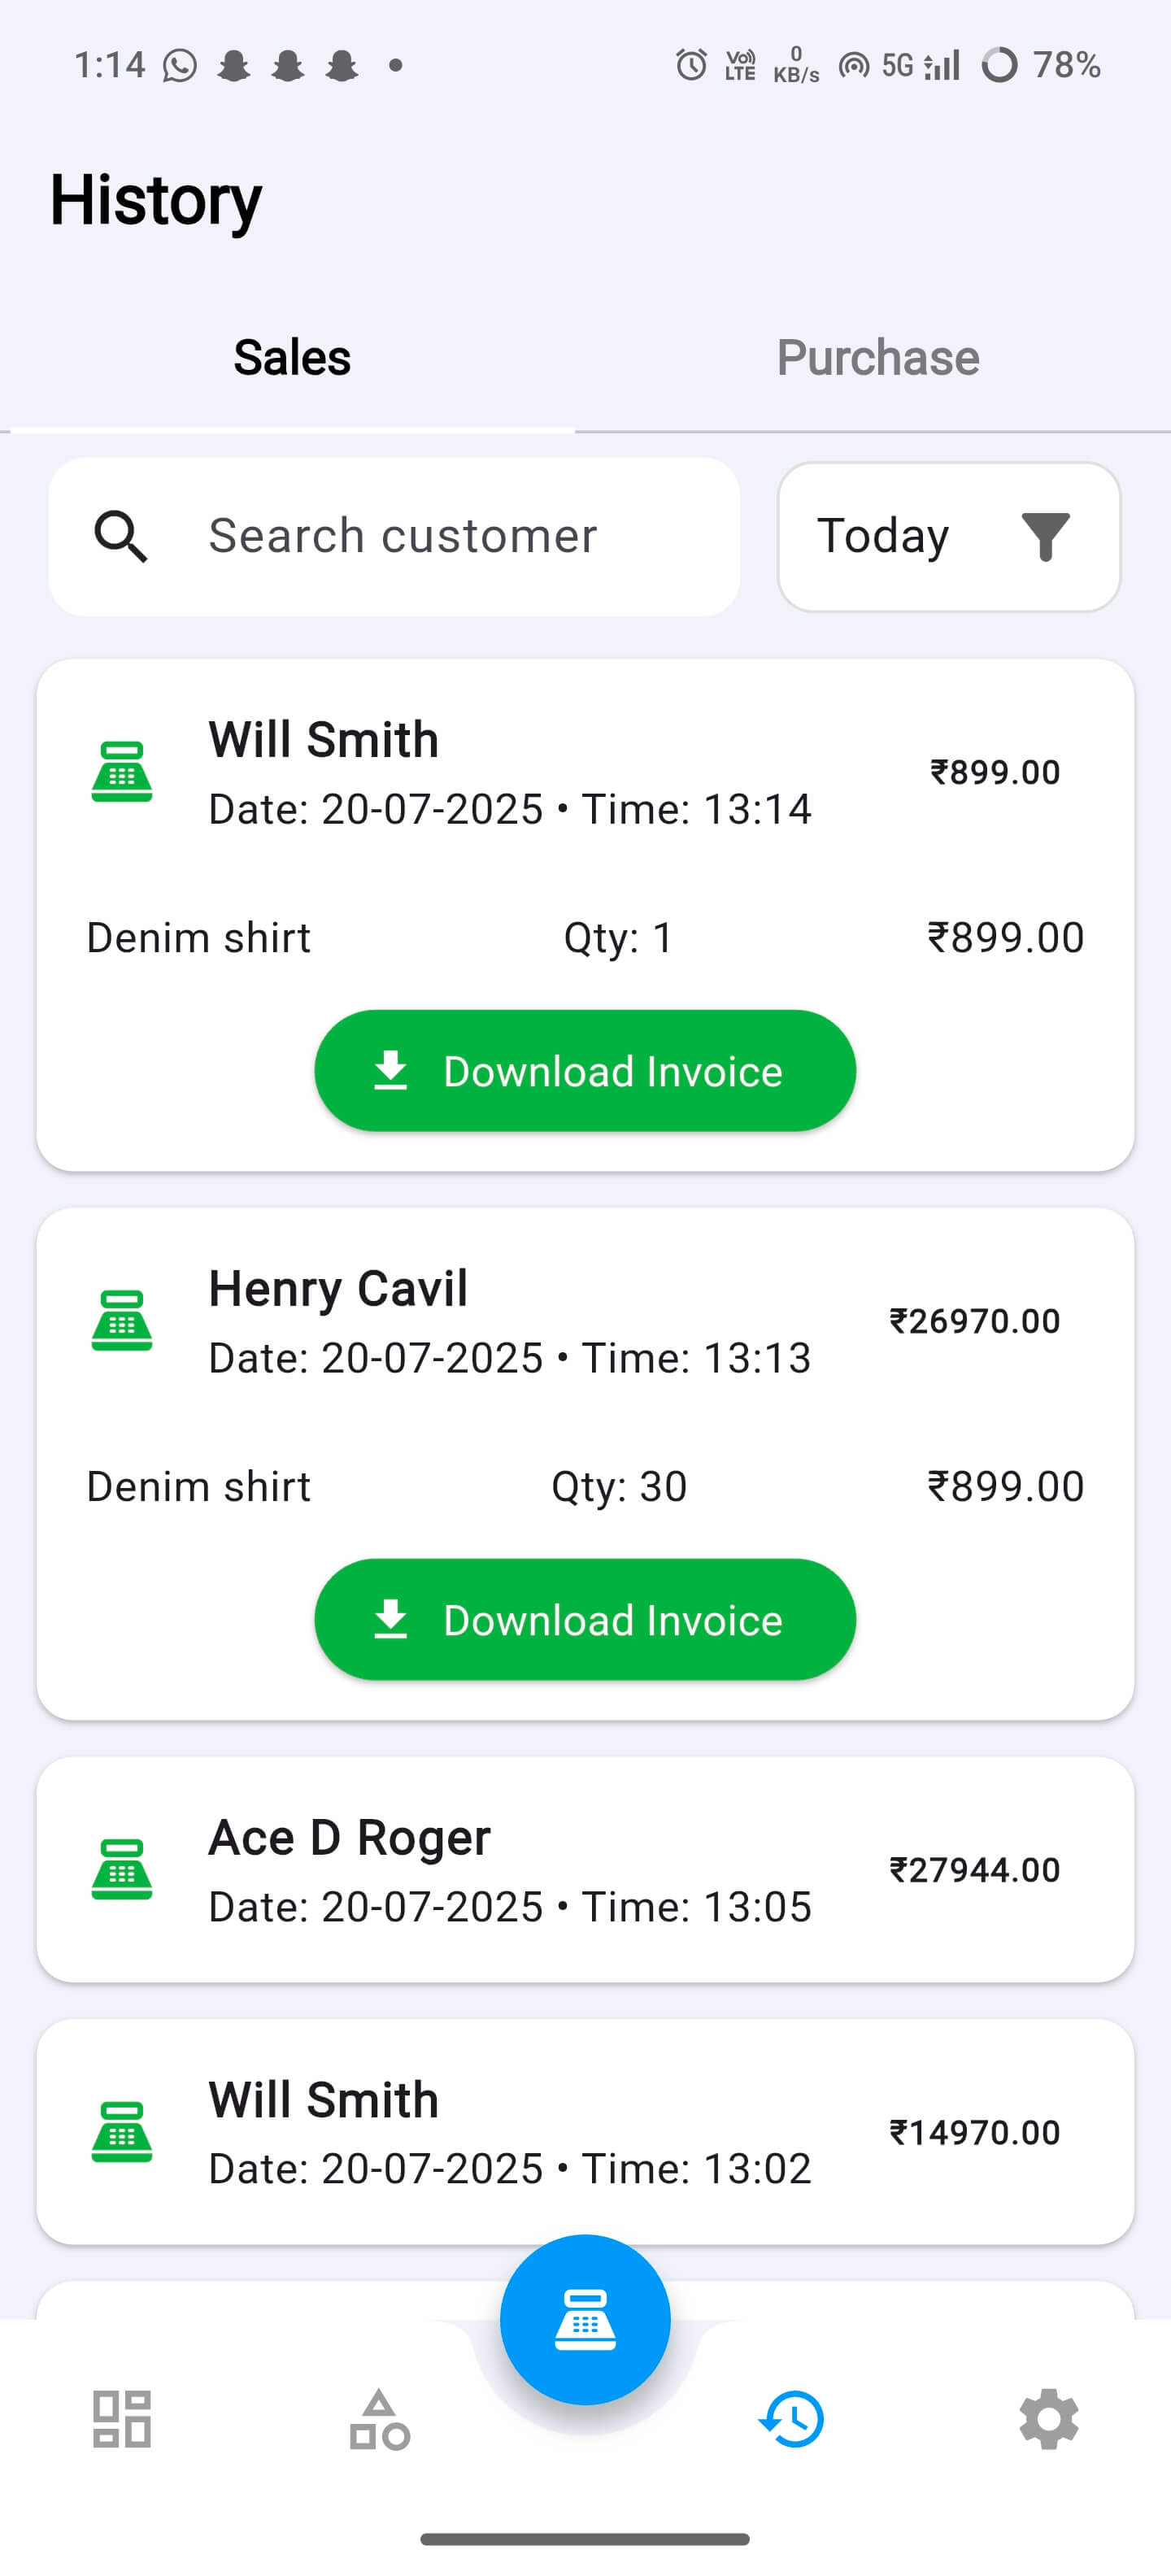 1:14 VoLTE 0 KB/s 5G 78%
History
Sales Purchase
Search customer Today
Will Smith
₹899.00
Date: 20-07-2025 • Time: 13:14
Denim shirt Qty: 1 ₹899.00
Download Invoice
Henry Cavil
₹26970.00
Date: 20-07-2025 • Time: 13:13
Denim shirt Qty: 30 ₹899.00
Download Invoice
Ace D Roger
₹27944.00
Date: 20-07-2025 • Time: 13:05
Will Smith
₹14970.00
Date: 20-07-2025 • Time: 13:02